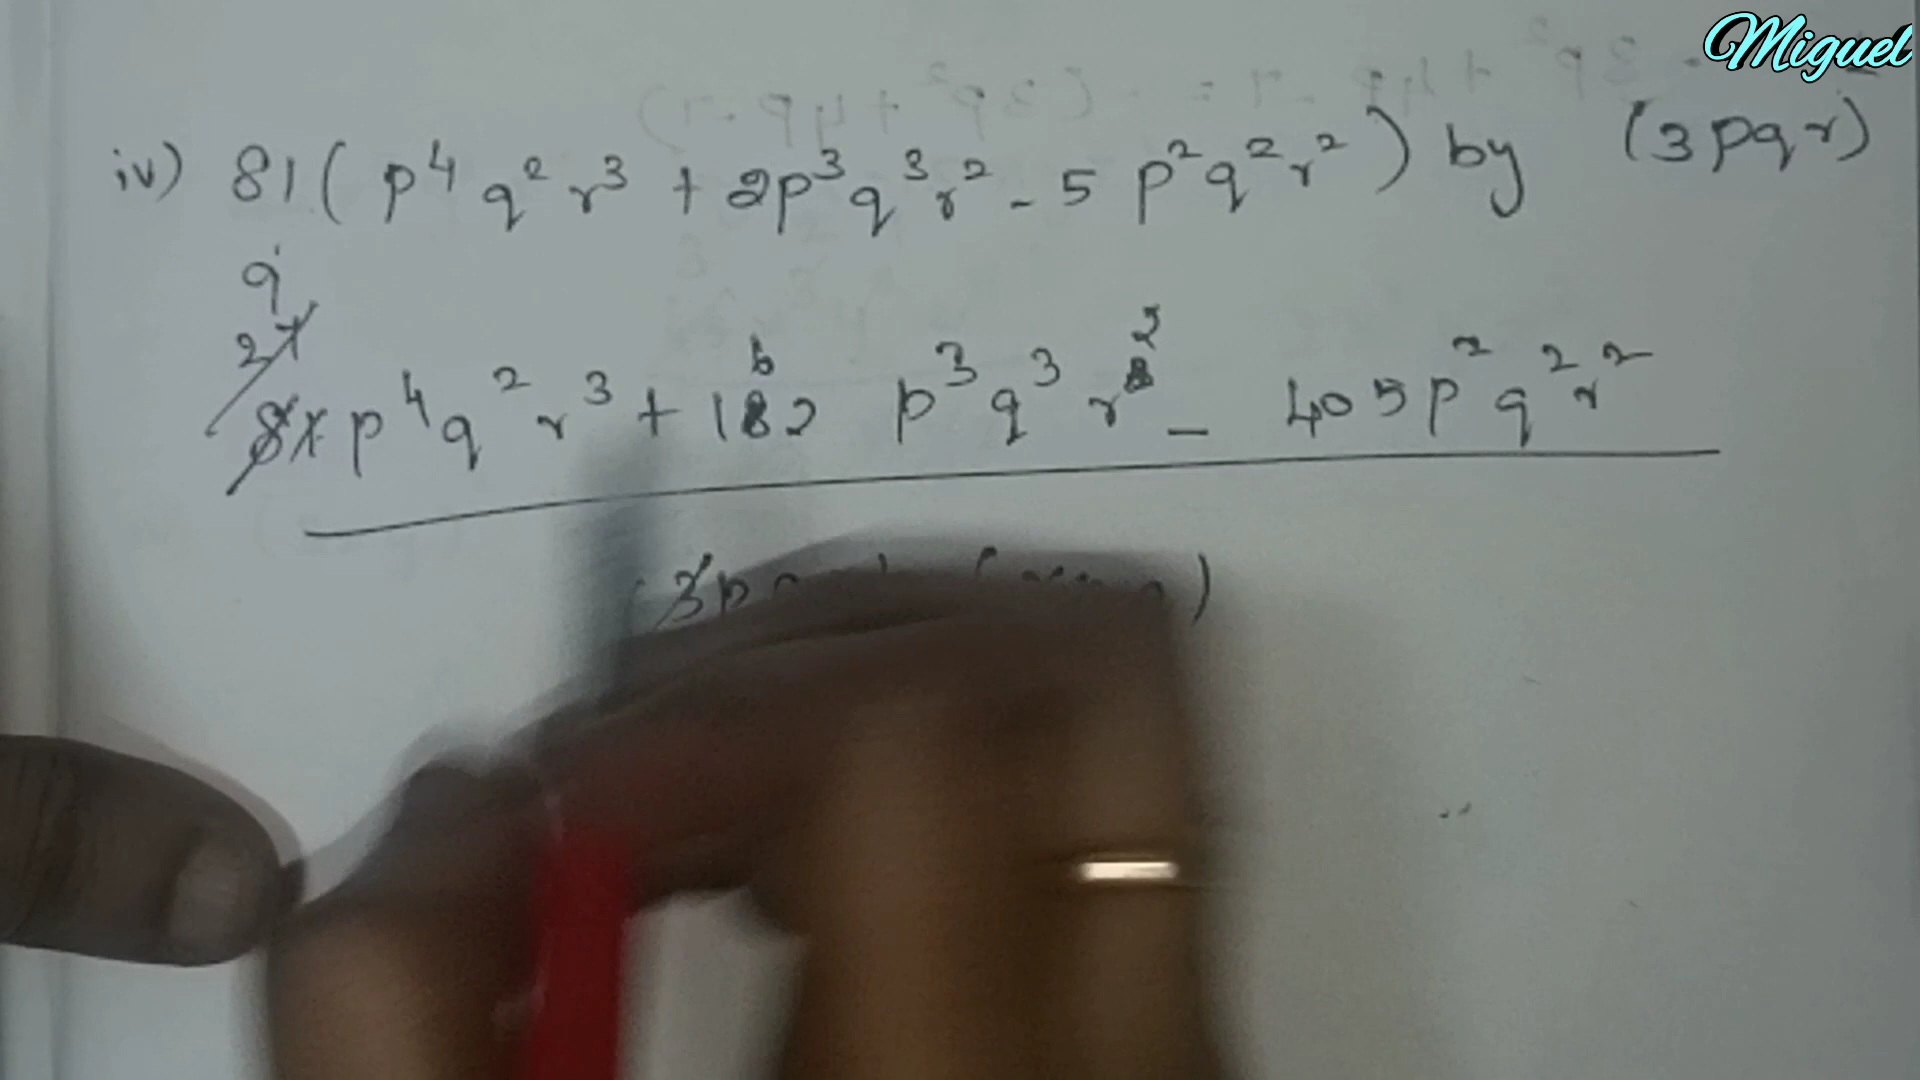 Miguel
iv) 81 ( p⁴ q² r³ + 2p³ q³ r² - 5 p² q² r² ) by (3pqr)
9
27
81 p⁴ q² r³ + 162 p³ q³ r² - 405 p² q² r²
(3p